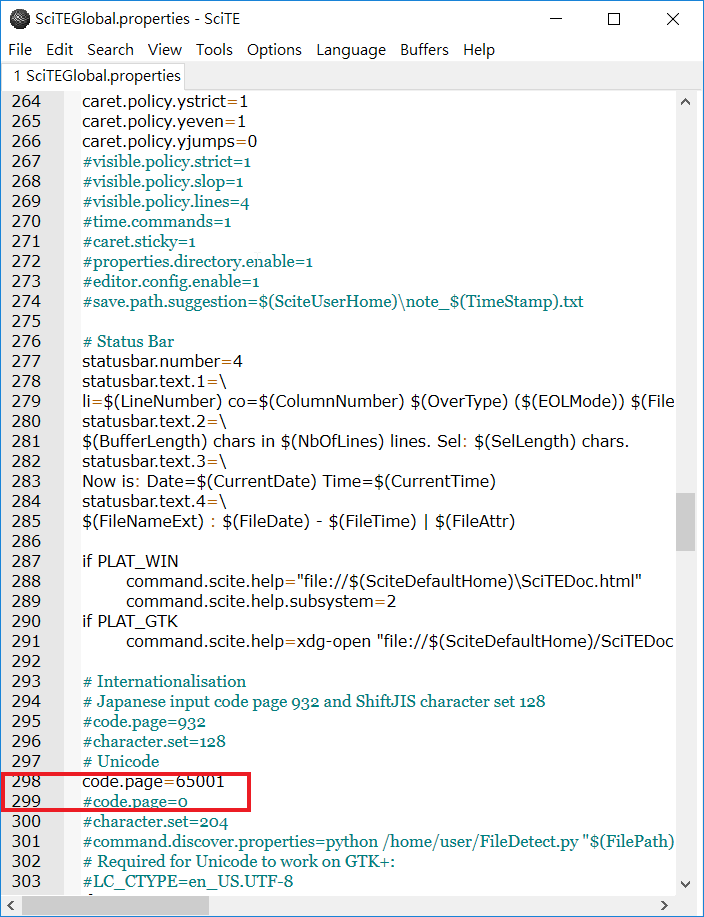 SciTEGlobal.properties - SciTE
File Edit Search View Tools Options Language Buffers Help
1 SciTEGlobal.properties
264 caret.policy.ystrict=1
265 caret.policy.yeven=1
266 caret.policy.yjumps=0
267 #visible.policy.strict=1
268 #visible.policy.slop=1
269 #visible.policy.lines=4
270 #time.commands=1
271 #caret.sticky=1
272 #properties.directory.enable=1
273 #editor.config.enable=1
274 #save.path.suggestion=$(SciteUserHome)\note_$(TimeStamp).txt
275
276 # Status Bar
277 statusbar.number=4
278 statusbar.text.1=\
279 li=$(LineNumber) co=$(ColumnNumber) $(OverType) ($(EOLMode)) $(File
280 statusbar.text.2=\
281 $(BufferLength) chars in $(NbOfLines) lines. Sel: $(SelLength) chars.
282 statusbar.text.3=\
283 Now is: Date=$(CurrentDate) Time=$(CurrentTime)
284 statusbar.text.4=\
285 $(FileNameExt) : $(FileDate) - $(FileTime) | $(FileAttr)
286
287 if PLAT_WIN
288 command.scite.help="file://$(SciteDefaultHome)\SciTEDoc.html"
289 command.scite.help.subsystem=2
290 if PLAT_GTK
291 command.scite.help=xdg-open "file://$(SciteDefaultHome)/SciTEDoc
292
293 # Internationalisation
294 # Japanese input code page 932 and ShiftJIS character set 128
295 #code.page=932
296 #character.set=128
297 # Unicode
298 code.page=65001
299 #code.page=0
300 #character.set=204
301 #command.discover.properties=python /home/user/FileDetect.py "$(FilePath)
302 # Required for Unicode to work on GTK+:
303 #LC_CTYPE=en_US.UTF-8